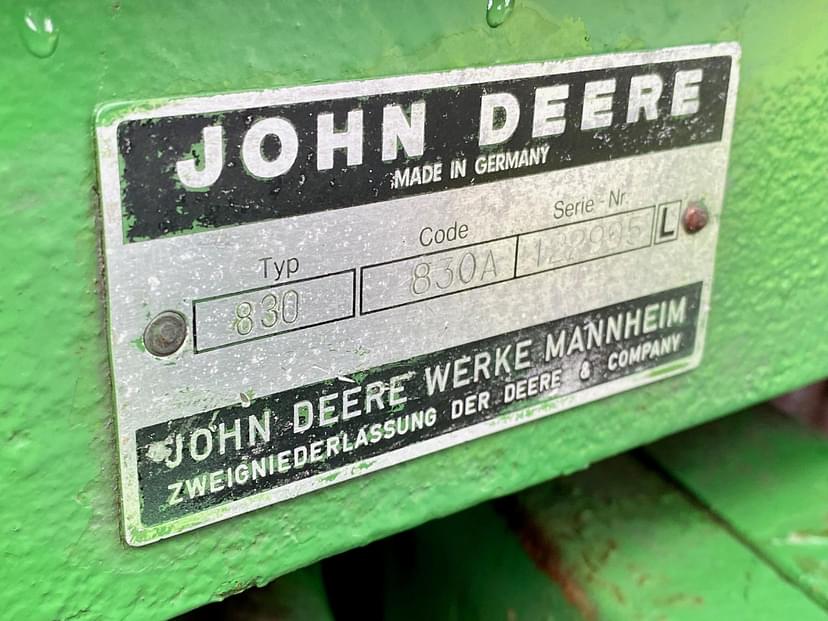 JOHN DEERE
MADE IN GERMANY
Typ Code Serie - Nr.
830 830A 122905 L
JOHN DEERE WERKE MANNHEIM
ZWEIGNIEDERLASSUNG DER DEERE & COMPANY